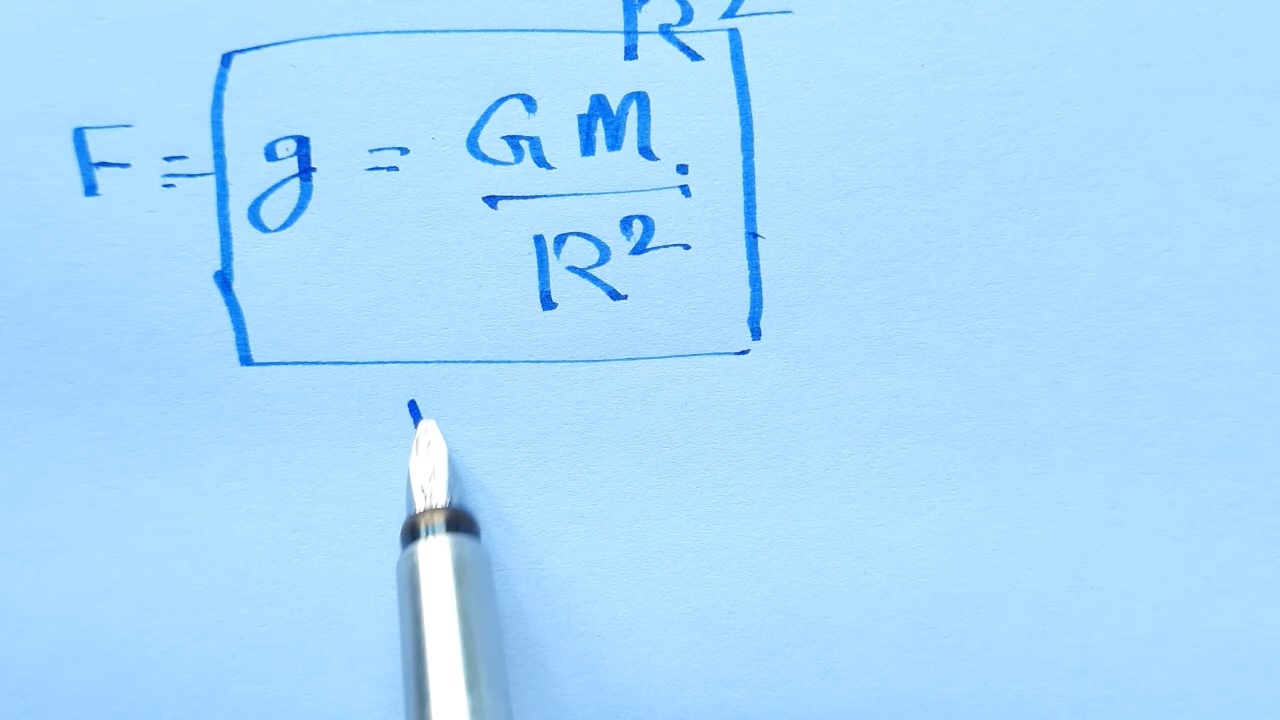 R²
F = g = GM
R²